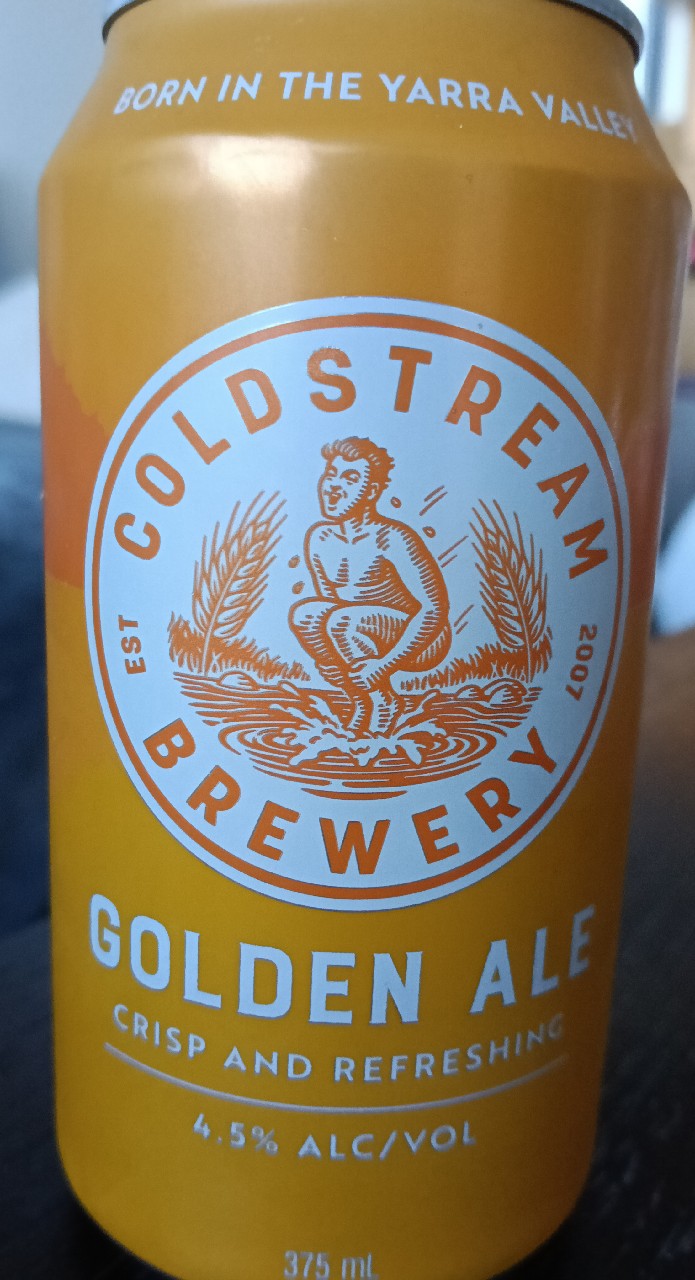 BORN IN THE YARRA VALLEY
COLDSTREAM
EST 2007
BREWERY
GOLDEN ALE
CRISP AND REFRESHING
4.5% ALC/VOL
375 mL